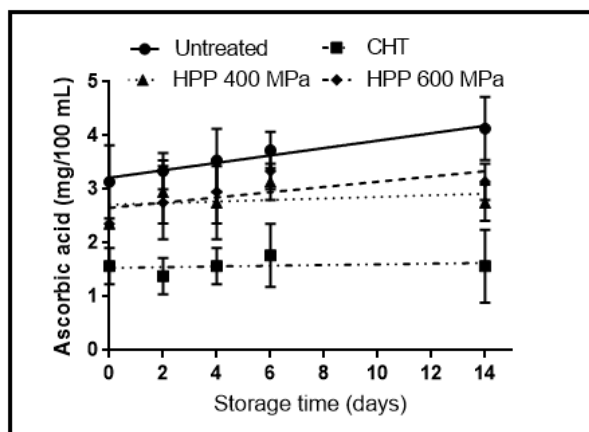 Untreated CHT
HPP 400 MPa HPP 600 MPa
Ascorbic acid (mg/100 mL)
5
4
3
2
1
0
0 2 4 6 8 10 12 14
Storage time (days)